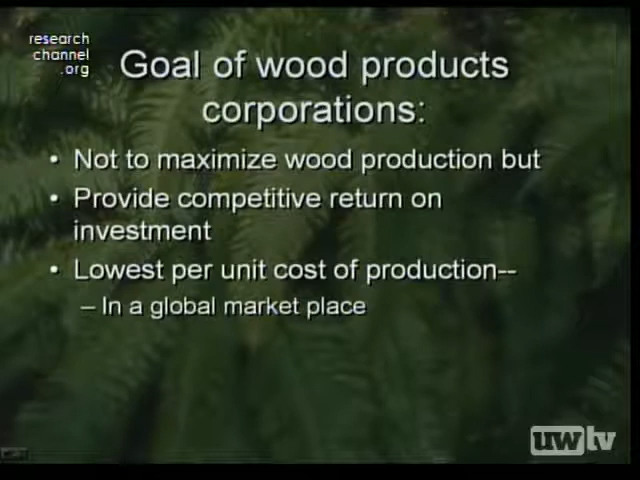 research
channel
.org
Goal of wood products
corporations:
• Not to maximize wood production but
• Provide competitive return on
investment
• Lowest per unit cost of production--
– In a global market place
uwtv